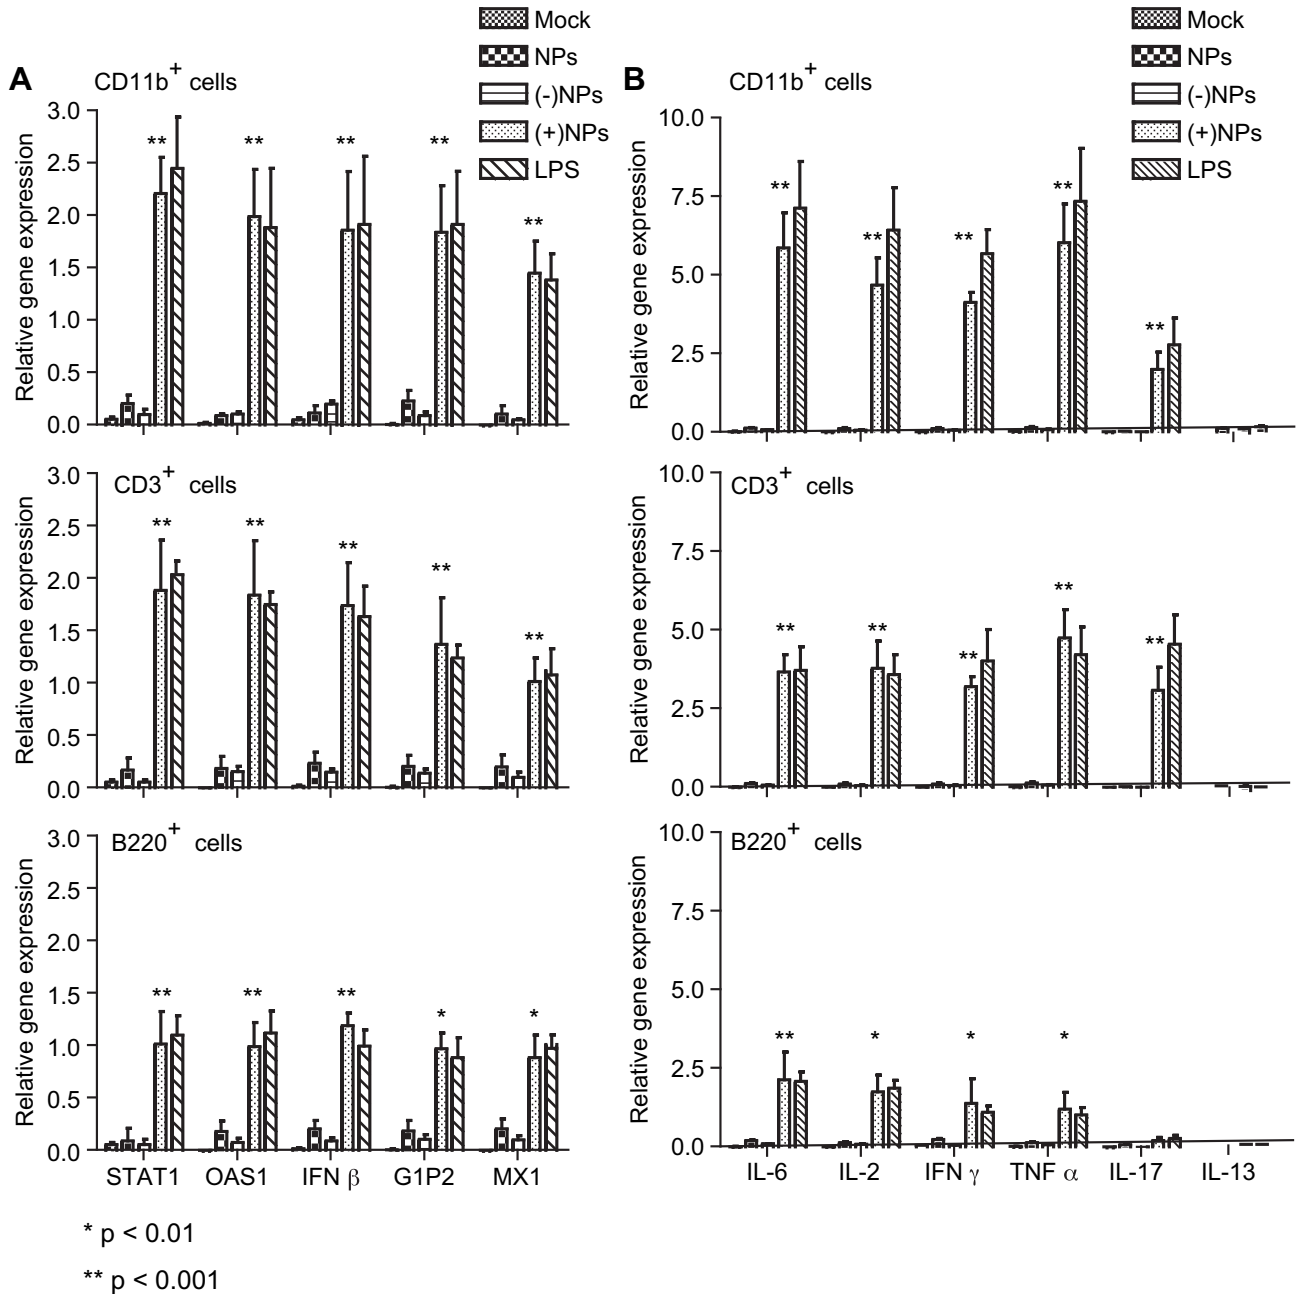 A
CD11b+ cells
Mock
NPs
(-)NPs
(+)NPs
LPS
Relative gene expression
3.0
2.5
2.0
1.5
1.0
0.5
0.0
** ** ** ** **
CD3+ cells
Relative gene expression
3.0
2.5
2.0
1.5
1.0
0.5
0.0
** ** ** ** **
B220+ cells
Relative gene expression
3.0
2.5
2.0
1.5
1.0
0.5
0.0
** ** ** * *
STAT1 OAS1 IFN β G1P2 MX1
* p < 0.01
** p < 0.001
B
CD11b+ cells
Mock
NPs
(-)NPs
(+)NPs
LPS
Relative gene expression
10.0
7.5
5.0
2.5
0.0
** ** ** ** **
CD3+ cells
Relative gene expression
10.0
7.5
5.0
2.5
0.0
** ** ** ** **
B220+ cells
Relative gene expression
10.0
7.5
5.0
2.5
0.0
** * * *
IL-6 IL-2 IFN γ TNF α IL-17 IL-13